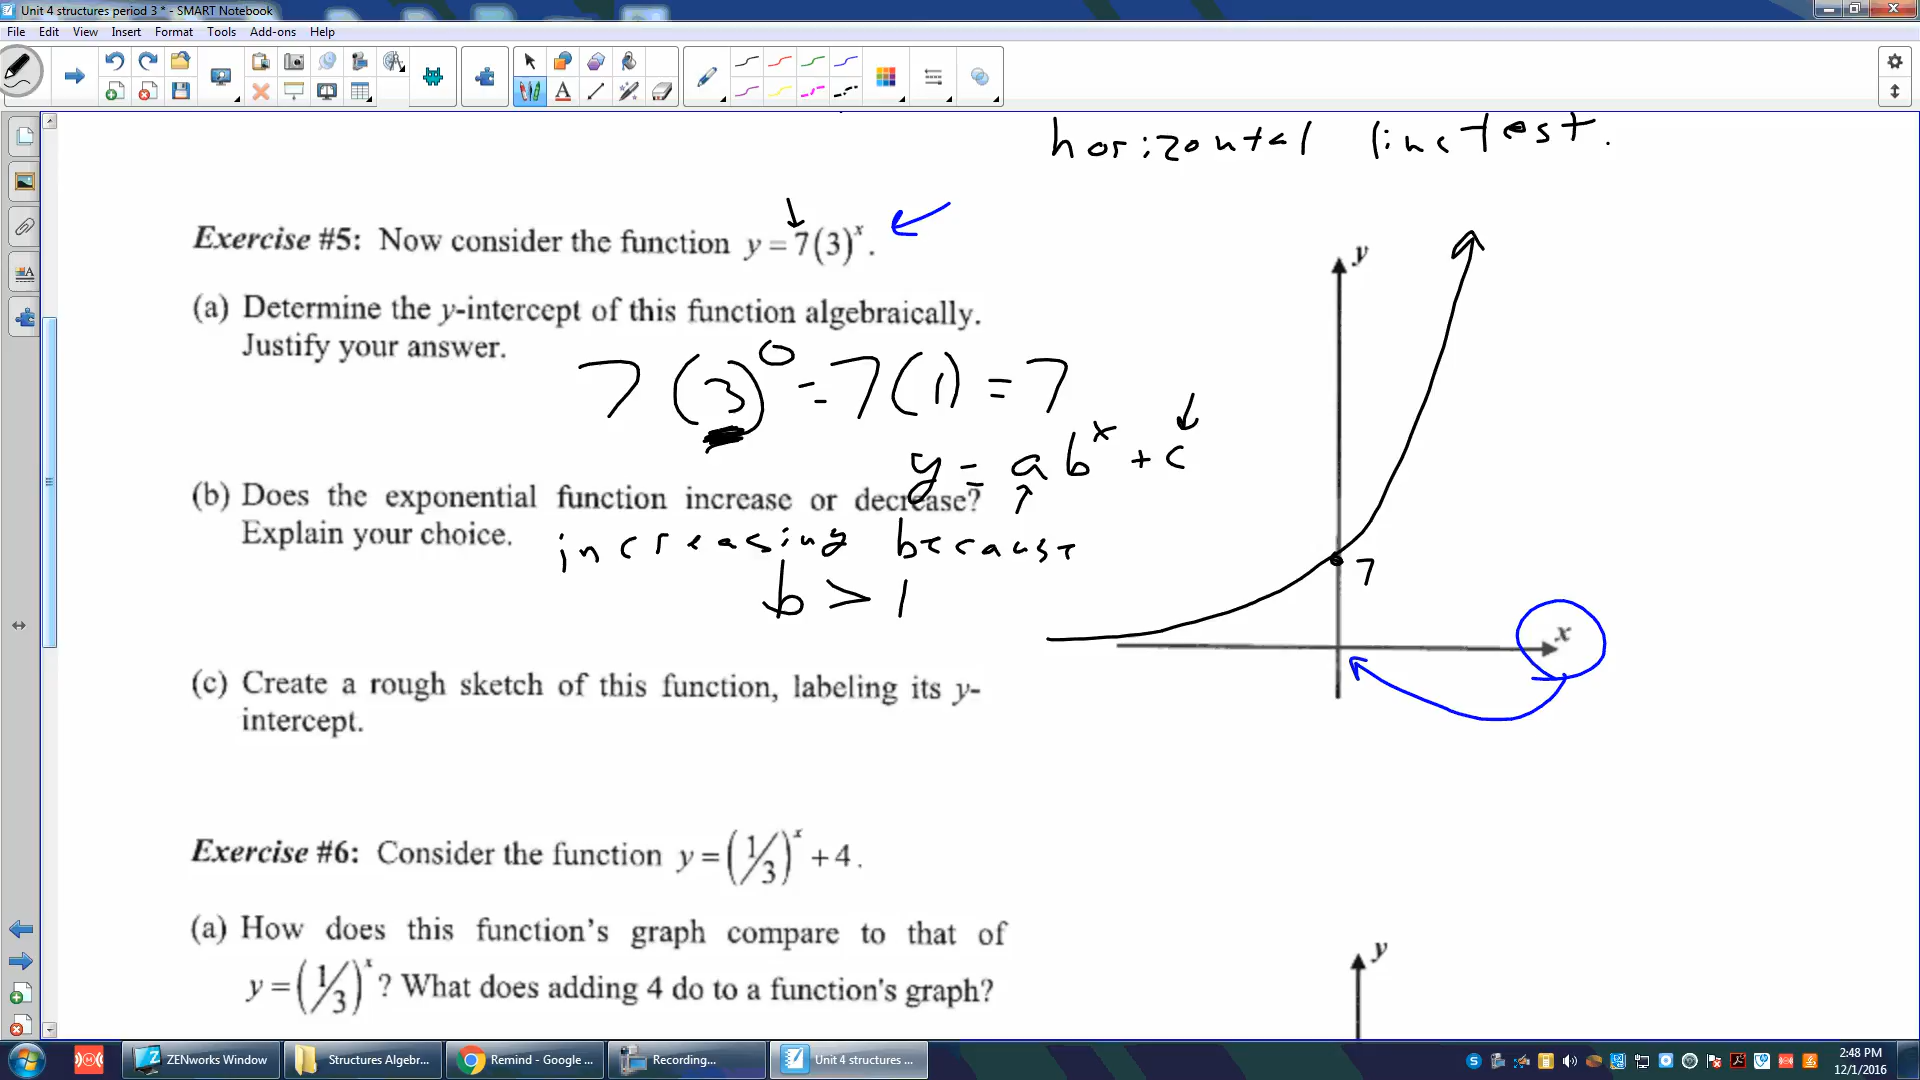 Unit 4 structures period 3 * - SMART Notebook
File Edit View Insert Format Tools Add-ons Help
horizontal line test.
Exercise #5: Now consider the function y = 7(3)^x.
(a) Determine the y-intercept of this function algebraically.
Justify your answer.
7 (3)^0 = 7(1) = 7
y = a b^x + c
(b) Does the exponential function increase or decrease?
Explain your choice.
increasing because
b > 1
y
7
x
(c) Create a rough sketch of this function, labeling its y-
intercept.
Exercise #6: Consider the function y = (1/3)^x + 4.
(a) How does this function's graph compare to that of
y = (1/3)^x ? What does adding 4 do to a function's graph?
y
ZENworks Window
Structures Algebr...
Remind - Google ...
Recording...
Unit 4 structures ...
2:48 PM
12/1/2016